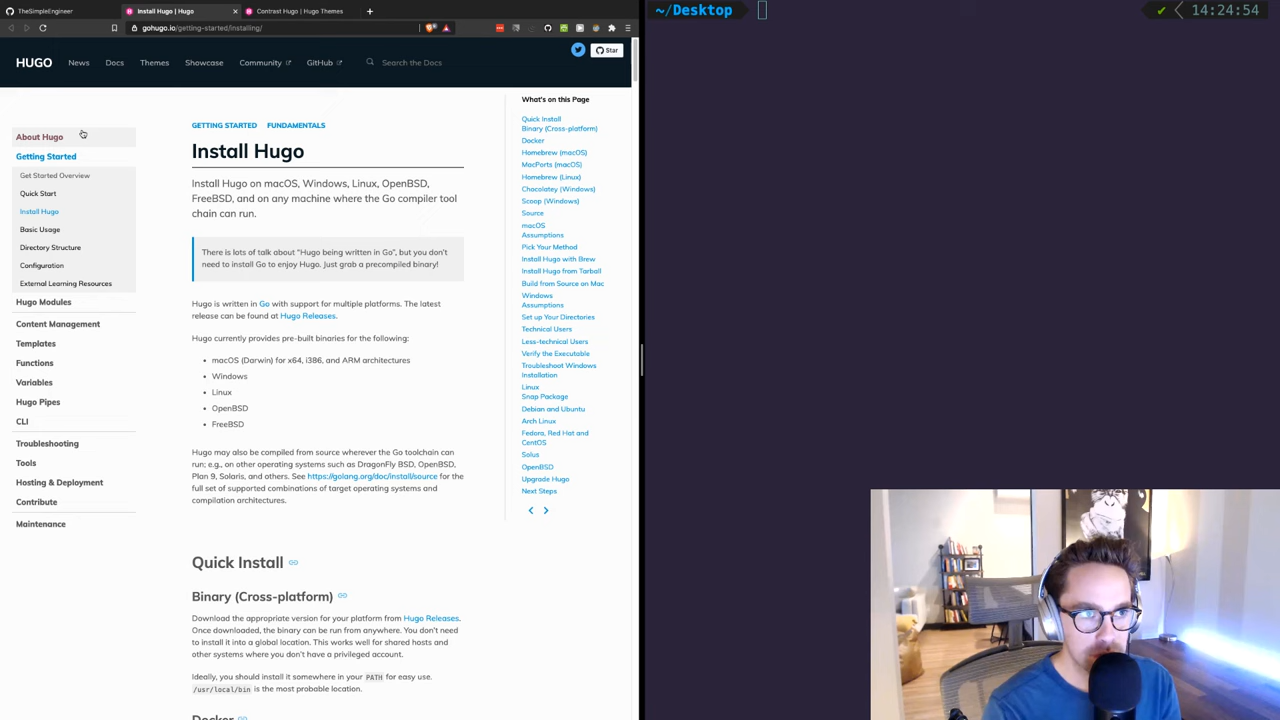 TheSimpleEngineer
Install Hugo | Hugo
Contrast Hugo | Hugo Themes
gohugo.io/getting-started/installing/
HUGO
News
Docs
Themes
Showcase
Community
GitHub
Search the Docs
Star
About Hugo
Getting Started
Get Started Overview
Quick Start
Install Hugo
Basic Usage
Directory Structure
Configuration
External Learning Resources
Hugo Modules
Content Management
Templates
Functions
Variables
Hugo Pipes
CLI
Troubleshooting
Tools
Hosting & Deployment
Contribute
Maintenance
GETTING STARTED FUNDAMENTALS
Install Hugo
Install Hugo on macOS, Windows, Linux, OpenBSD,
FreeBSD, and on any machine where the Go compiler tool
chain can run.
There is lots of talk about “Hugo being written in Go”, but you don’t
need to install Go to enjoy Hugo. Just grab a precompiled binary!
Hugo is written in Go with support for multiple platforms. The latest
release can be found at Hugo Releases.
Hugo currently provides pre-built binaries for the following:
macOS (Darwin) for x64, i386, and ARM architectures
Windows
Linux
OpenBSD
FreeBSD
Hugo may also be compiled from source wherever the Go toolchain can
run; e.g., on other operating systems such as DragonFly BSD, OpenBSD,
Plan 9, Solaris, and others. See https://golang.org/doc/install/source for the
full set of supported combinations of target operating systems and
compilation architectures.
Quick Install
Binary (Cross-platform)
Download the appropriate version for your platform from Hugo Releases.
Once downloaded, the binary can be run from anywhere. You don’t need
to install it into a global location. This works well for shared hosts and
other systems where you don’t have a privileged account.
Ideally, you should install it somewhere in your PATH for easy use.
/usr/local/bin is the most probable location.
Docker
What’s on this Page
Quick Install
Binary (Cross-platform)
Docker
Homebrew (macOS)
MacPorts (macOS)
Homebrew (Linux)
Chocolatey (Windows)
Scoop (Windows)
Source
macOS
Assumptions
Pick Your Method
Install Hugo with Brew
Install Hugo from Tarball
Build from Source on Mac
Windows
Assumptions
Set up Your Directories
Technical Users
Less-technical Users
Verify the Executable
Troubleshoot Windows
Installation
Linux
Snap Package
Debian and Ubuntu
Arch Linux
Fedora, Red Hat and
CentOS
Solus
OpenBSD
Upgrade Hugo
Next Steps
~/Desktop
14:24:54